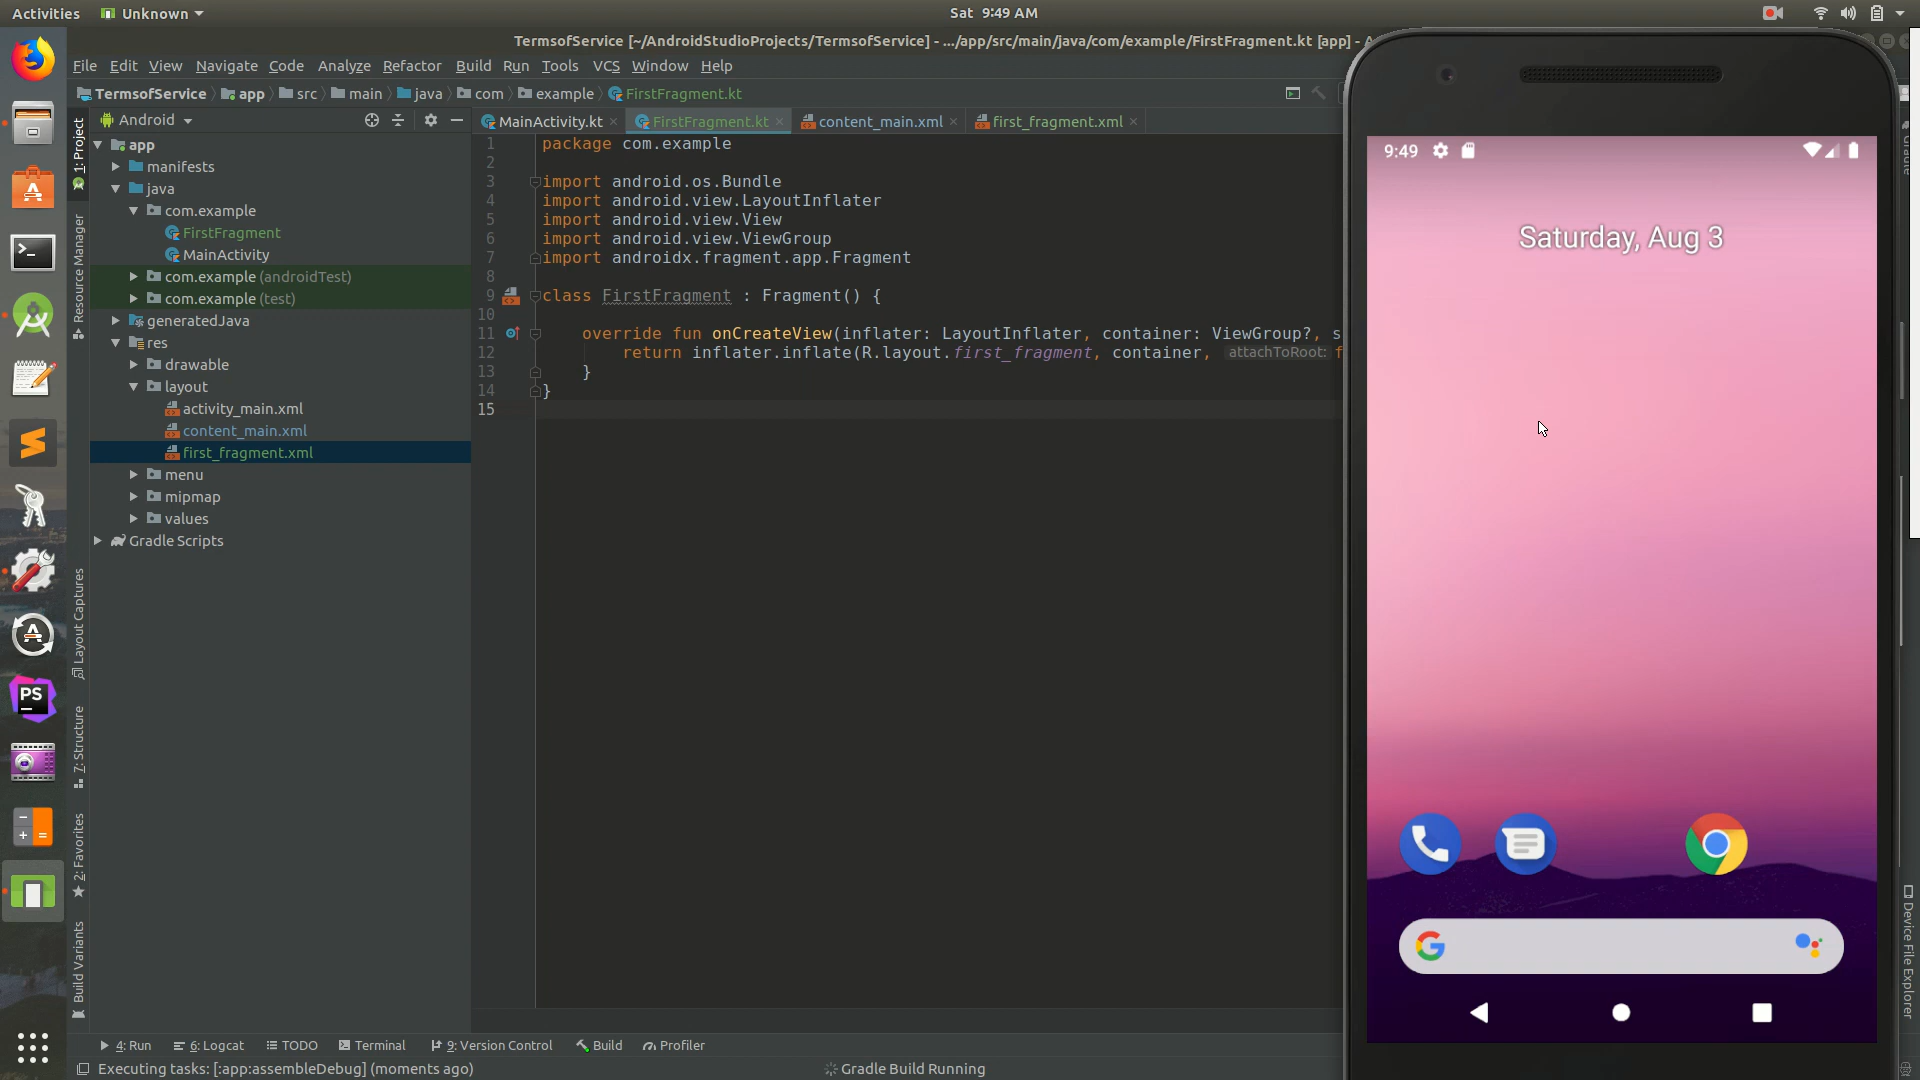 Activities
Unknown
Sat 9:49 AM
TermsofService [~/AndroidStudioProjects/TermsofService] - .../app/src/main/java/com/example/FirstFragment.kt [app] -
File Edit View Navigate Code Analyze Refactor Build Run Tools VCS Window Help
TermsofService app src main java com example FirstFragment.kt
Android
MainActivity.kt FirstFragment.kt content_main.xml first_fragment.xml
1: Project
Resource Manager
Layout Captures
7: Structure
2: Favorites
Build Variants
app
manifests
java
com.example
FirstFragment
MainActivity
com.example (androidTest)
com.example (test)
generatedJava
res
drawable
layout
activity_main.xml
content_main.xml
first_fragment.xml
menu
mipmap
values
Gradle Scripts
1 package com.example
2
3 import android.os.Bundle
4 import android.view.LayoutInflater
5 import android.view.View
6 import android.view.ViewGroup
7 import androidx.fragment.app.Fragment
8
9 class FirstFragment : Fragment() {
10
11 override fun onCreateView(inflater: LayoutInflater, container: ViewGroup?, s
12 return inflater.inflate(R.layout.first_fragment, container, attachToRoot: f
13 }
14 }
15
9:49
Saturday, Aug 3
G
PS
Device File Explorer
4: Run 6: Logcat TODO Terminal 9: Version Control Build Profiler
Executing tasks: [:app:assembleDebug] (moments ago)
Gradle Build Running